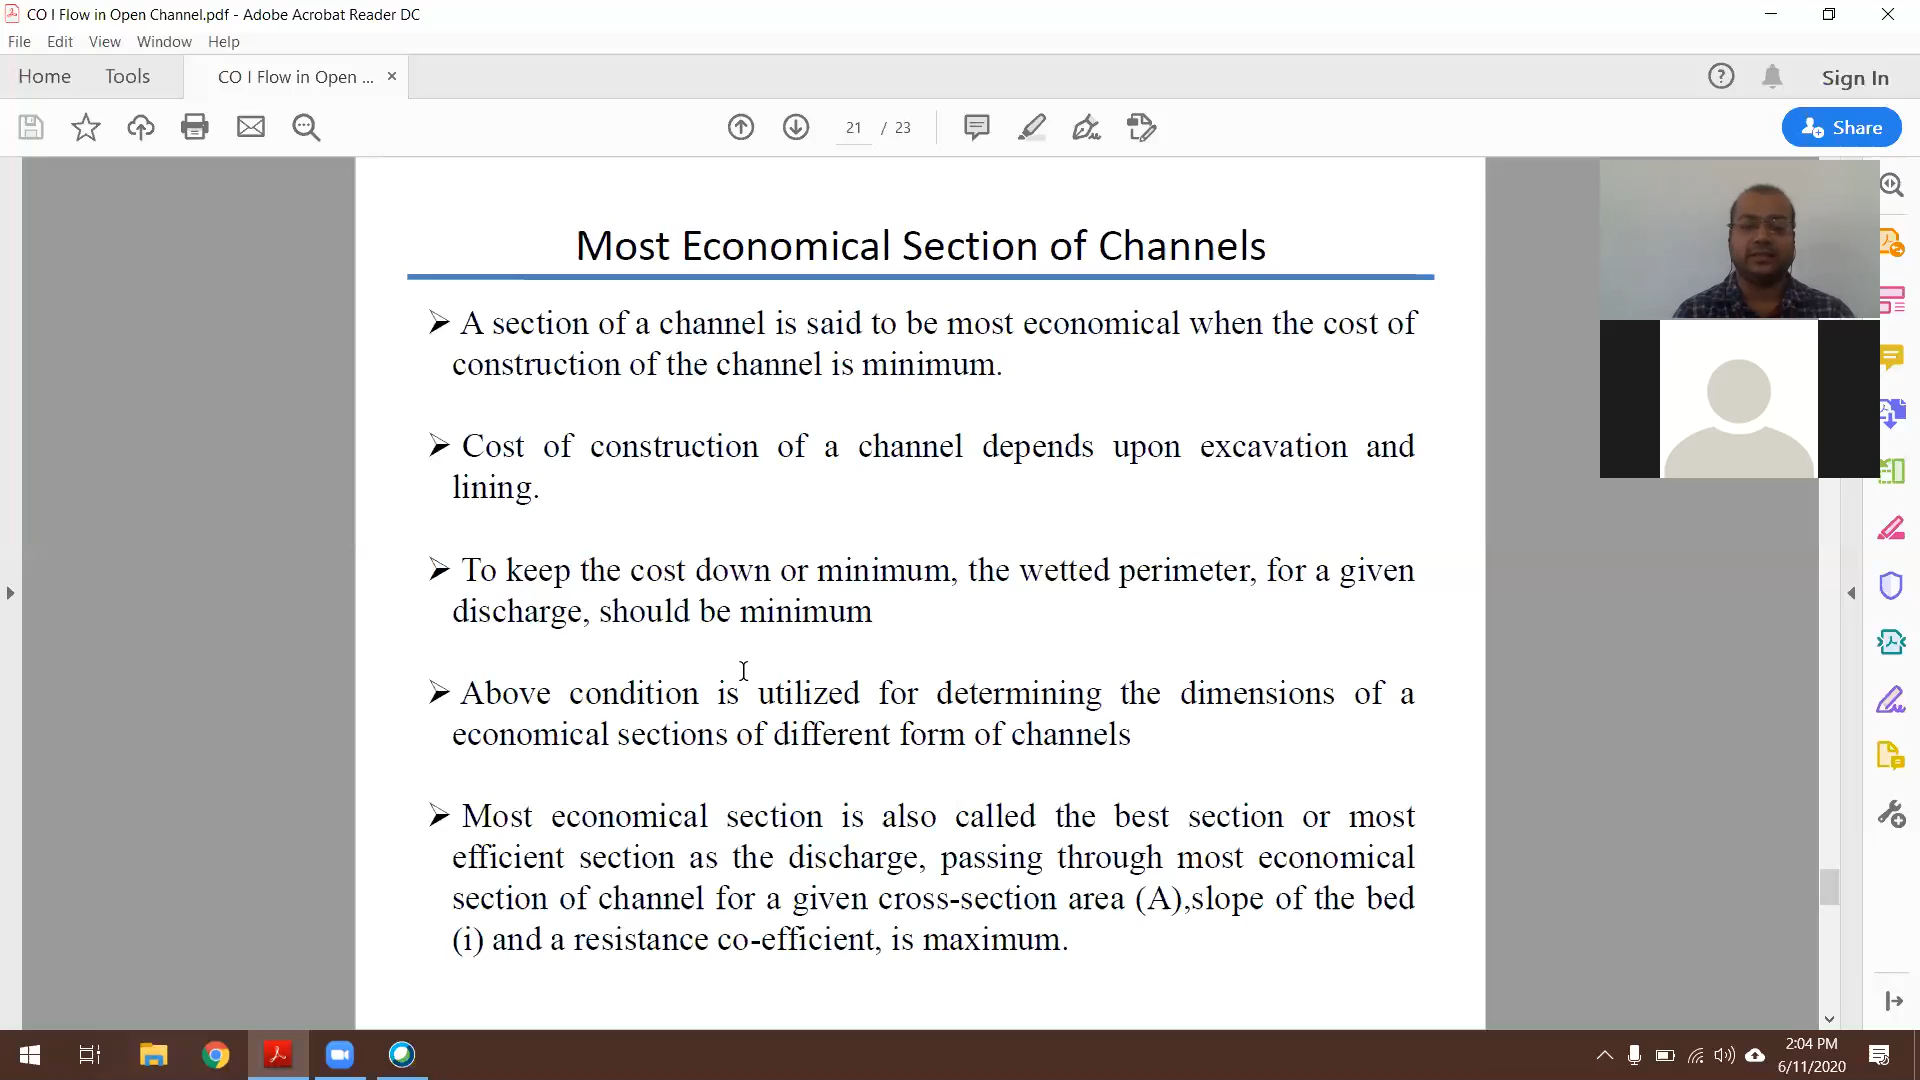 CO I Flow in Open Channel.pdf - Adobe Acrobat Reader DC
File Edit View Window Help
Home Tools CO I Flow in Open ... × Sign In
21 / 23 Share
Most Economical Section of Channels
➢ A section of a channel is said to be most economical when the cost of
construction of the channel is minimum.
➢ Cost of construction of a channel depends upon excavation and
lining.
➢ To keep the cost down or minimum, the wetted perimeter, for a given
discharge, should be minimum
➢ Above condition is utilized for determining the dimensions of a
economical sections of different form of channels
➢ Most economical section is also called the best section or most
efficient section as the discharge, passing through most economical
section of channel for a given cross-section area (A),slope of the bed
(i) and a resistance co-efficient, is maximum.
2:04 PM
6/11/2020